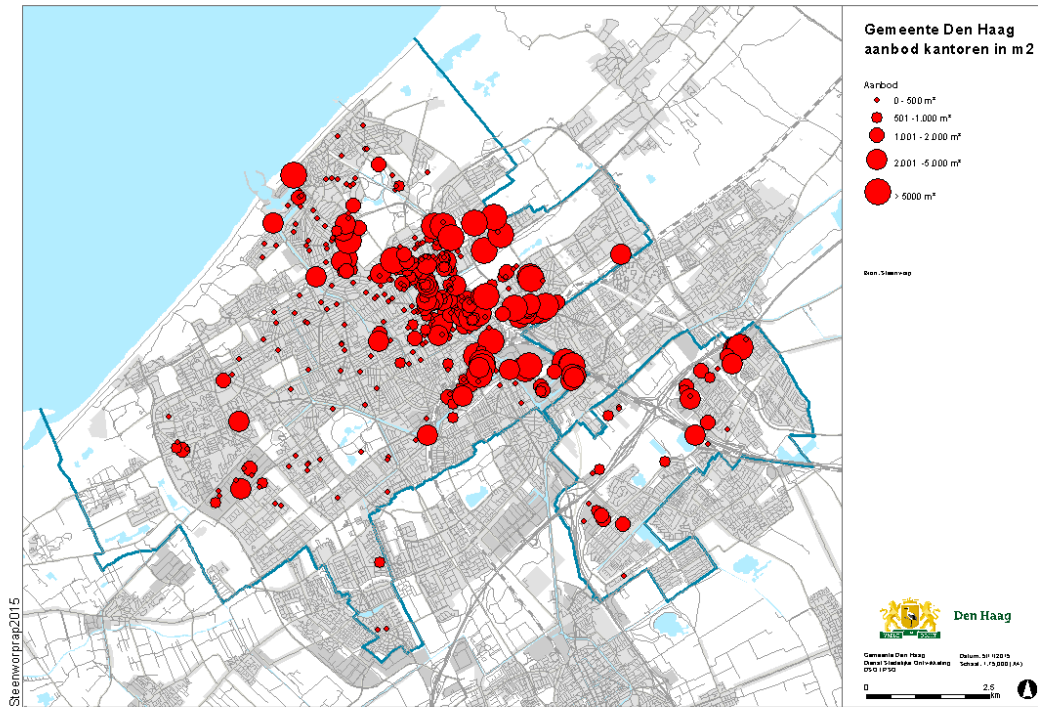 Gemeente Den Haag
aanbod kantoren in m2
Aanbod
0 - 500 m²
501 -1.000 m²
1.001 - 2.000 m²
2.001 -5.000 m²
> 5000 m²
Den Haag
Gemeente Den Haag
Dienst Stedelijke Ontwikkeling
0
2.5
km
Steenworprap2015